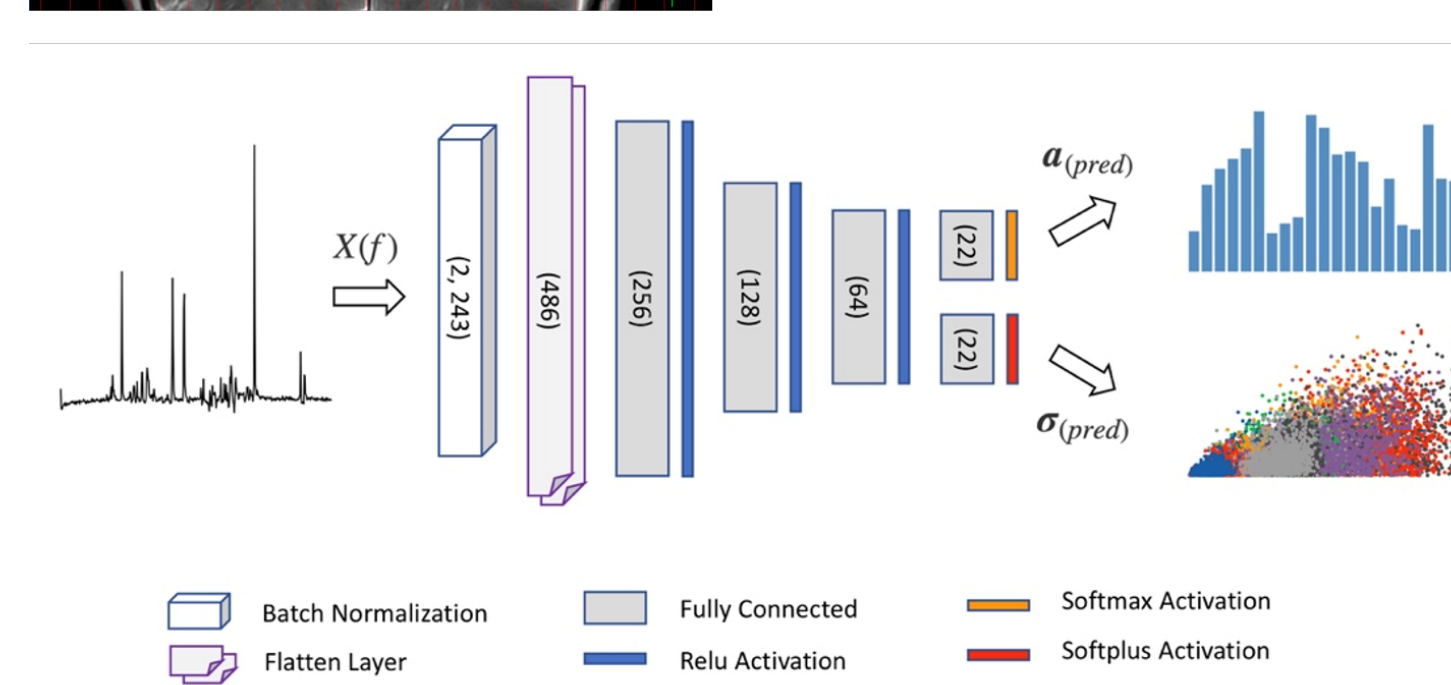 X(f)
(2, 243)
(486)
(256)
(128)
(64)
(22)
(22)
a(pred)
σ(pred)
Batch Normalization
Fully Connected
Softmax Activation
Flatten Layer
Relu Activation
Softplus Activation